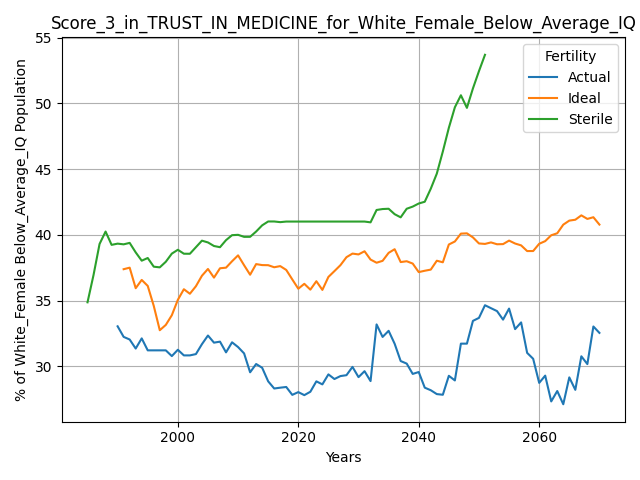 Score_3_in_TRUST_IN_MEDICINE_for_White_Female_Below_Average_IQ
% of White_Female Below_Average_IQ Population
55
50
45
40
35
30
2000
2020
2040
2060
Years
Fertility
Actual
Ideal
Sterile